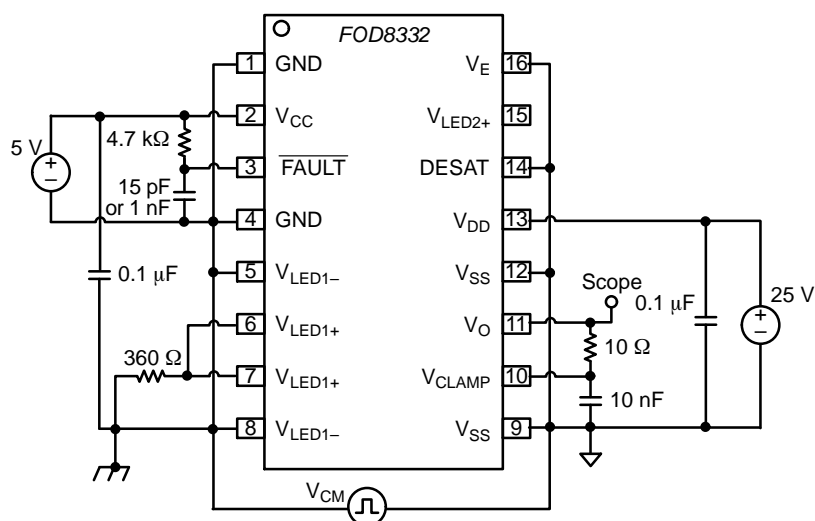 FOD8332
1 GND
2 VCC
3 FAULT
4 GND
5 VLED1–
6 VLED1+
7 VLED1+
8 VLED1–
VE 16
VLED2+ 15
DESAT 14
VDD 13
VSS 12
VO 11
VCLAMP 10
VSS 9
5 V
+
–
4.7 kΩ
15 pF
or 1 nF
0.1 μF
360 Ω
Scope
0.1 μF
25 V
+
–
10 Ω
10 nF
VCM